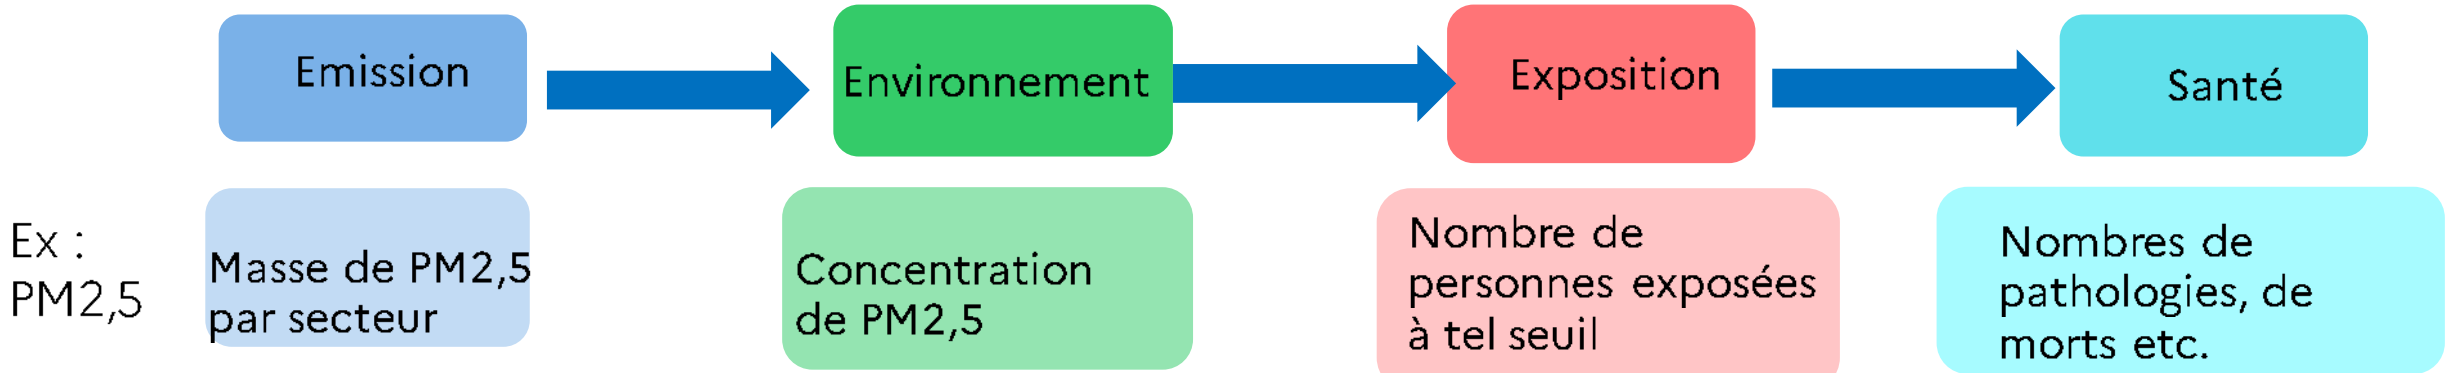 Emission
Environnement
Exposition
Santé
Ex :
PM2,5
Masse de PM2,5
par secteur
Concentration
de PM2,5
Nombre de
personnes exposées
à tel seuil
Nombres de
pathologies, de
morts etc.